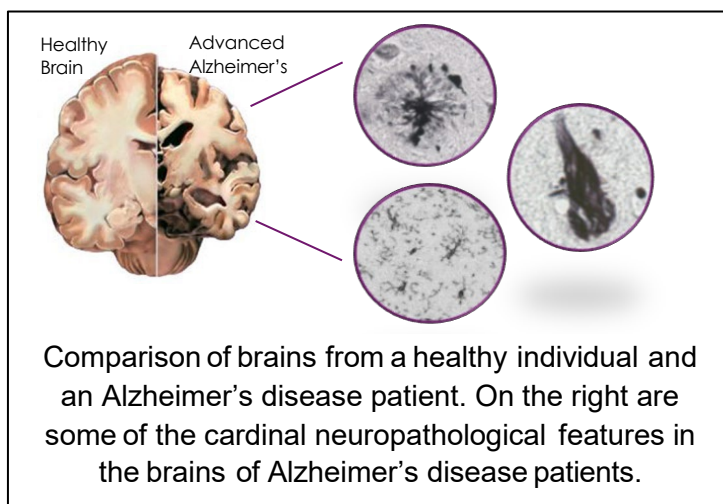 Healthy
Brain
Advanced
Alzheimer's
Comparison of brains from a healthy individual and
an Alzheimer’s disease patient. On the right are
some of the cardinal neuropathological features in
the brains of Alzheimer’s disease patients.